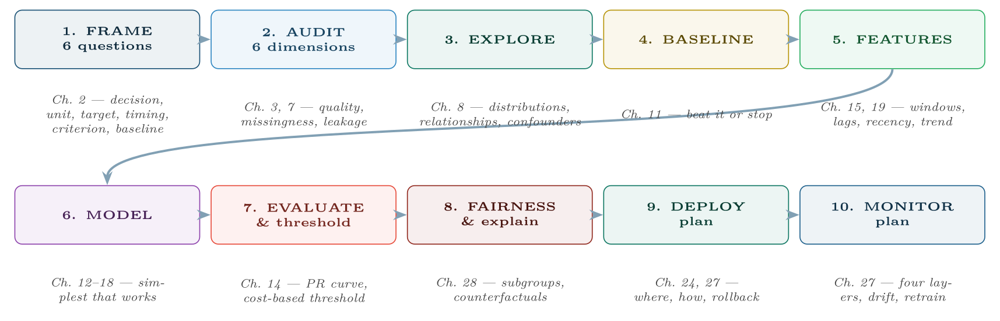 1. FRAME
6 questions
2. AUDIT
6 dimensions
3. EXPLORE
4. BASELINE
5. FEATURES
Ch. 2 — decision,
unit, target, timing,
criterion, baseline
Ch. 3, 7 — quality,
missingness, leakage
Ch. 8 — distributions,
relationships, confounders
Ch. 11 — beat it or stop
Ch. 15, 19 — windows,
lags, recency, trend
6. MODEL
7. EVALUATE
& threshold
8. FAIRNESS
& explain
9. DEPLOY
plan
10. MONITOR
plan
Ch. 12–18 — sim-
plest that works
Ch. 14 — PR curve,
cost-based threshold
Ch. 28 — subgroups,
counterfactuals
Ch. 24, 27 —
where, how, rollback
Ch. 27 — four lay-
ers, drift, retrain